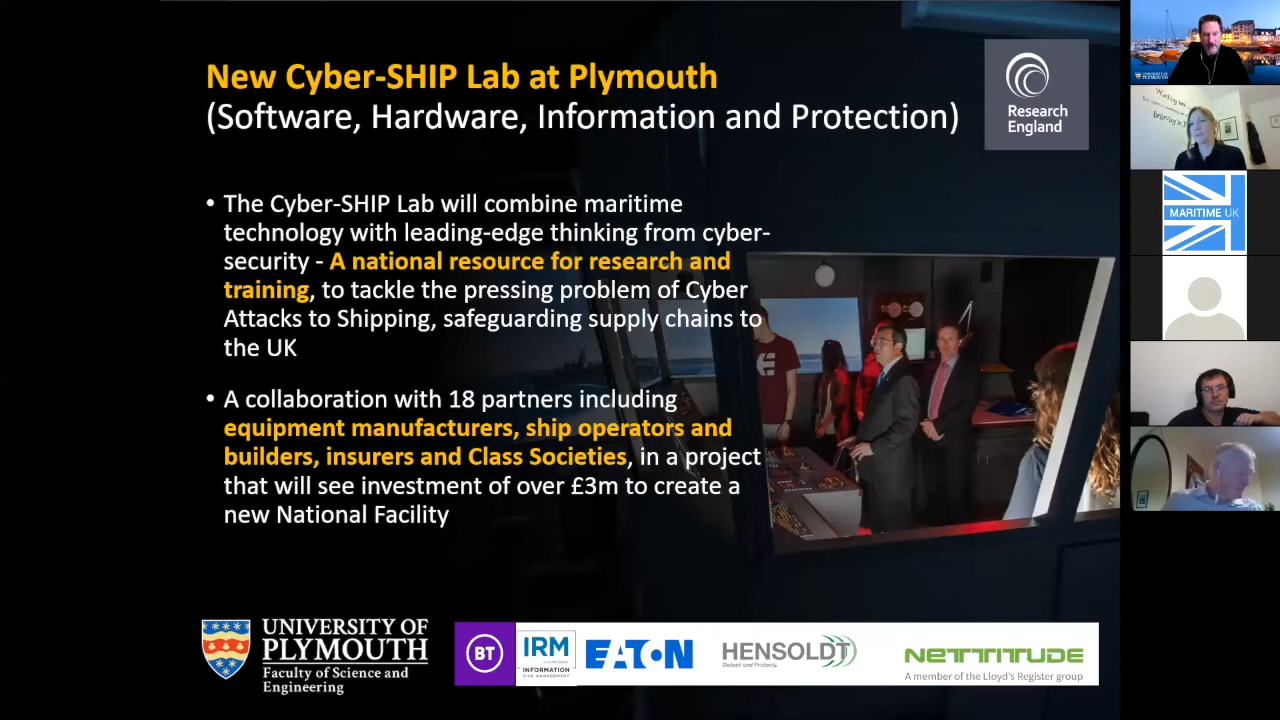 New Cyber-SHIP Lab at Plymouth
(Software, Hardware, Information and Protection)
Research
England
• The Cyber-SHIP Lab will combine maritime
technology with leading-edge thinking from cyber-
security - A national resource for research and
training, to tackle the pressing problem of Cyber
Attacks to Shipping, safeguarding supply chains to
the UK
• A collaboration with 18 partners including
equipment manufacturers, ship operators and
builders, insurers and Class Societies, in a project
that will see investment of over £3m to create a
new National Facility
UNIVERSITY OF
PLYMOUTH
Faculty of Science and
Engineering
BT
IRM
INFORMATION
RISK MANAGEMENT
EATON
HENSOLDT
Detect and Protect.
NETTITUDE
A member of the Lloyd's Register group
UNIVERSITY OF
PLYMOUTH
MARITIME UK